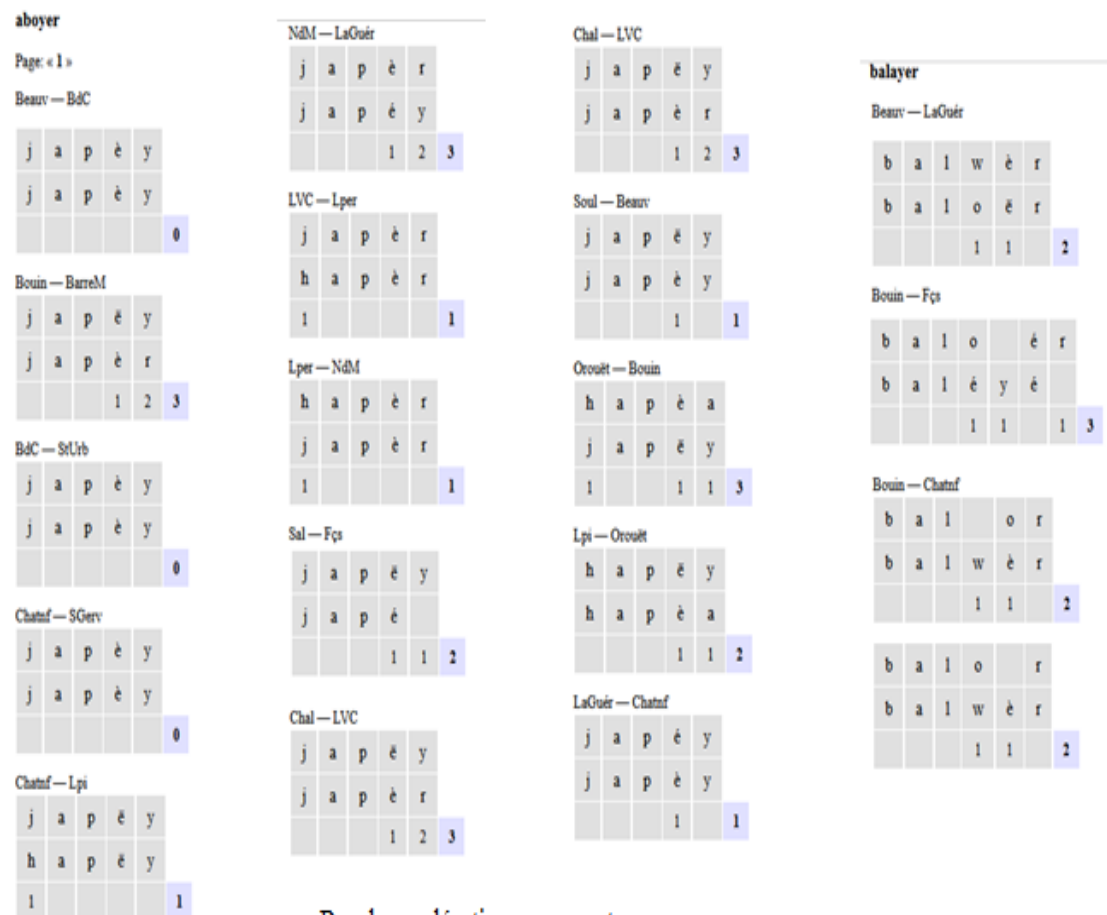 aboyer
Page: « 1 »
Beauv — BdC
j a p è y
j a p è y
0
Bouin — BarreM
j a p ë y
j a p è r
1 2 3
BdC — StUrb
j a p è y
j a p è y
0
Chatnf — SGerv
j a p è y
j a p è y
0
Chatnf — Lpi
j a p ë y
h a p ë y
1 1
NdM — LaGuér
j a p è r
j a p é y
1 2 3
LVC — Lper
j a p è r
h a p è r
1 1
Lper — NdM
h a p è r
j a p è r
1 1
Sal — Fçs
j a p ë y
j a p é
1 1 2
Chal — LVC
j a p ë y
j a p è r
1 2 3
Chal — LVC
j a p ë y
j a p è r
1 2 3
Soul — Beauv
j a p ë y
j a p è y
1 1
Orouët — Bouin
h a p è a
j a p ë y
1 1 1 3
Lpi — Orouët
h a p ë y
h a p è a
1 1 2
LaGuér — Chatnf
j a p é y
j a p è y
1 1
balayer
Beauv — LaGuér
b a l w è r
b a l o ë r
1 1 2
Bouin — Fçs
b a l o é r
b a l é y é
1 1 1 3
Bouin — Chatnf
b a l o r
b a l w è r
1 1 2
b a l o r
b a l w è r
1 1 2